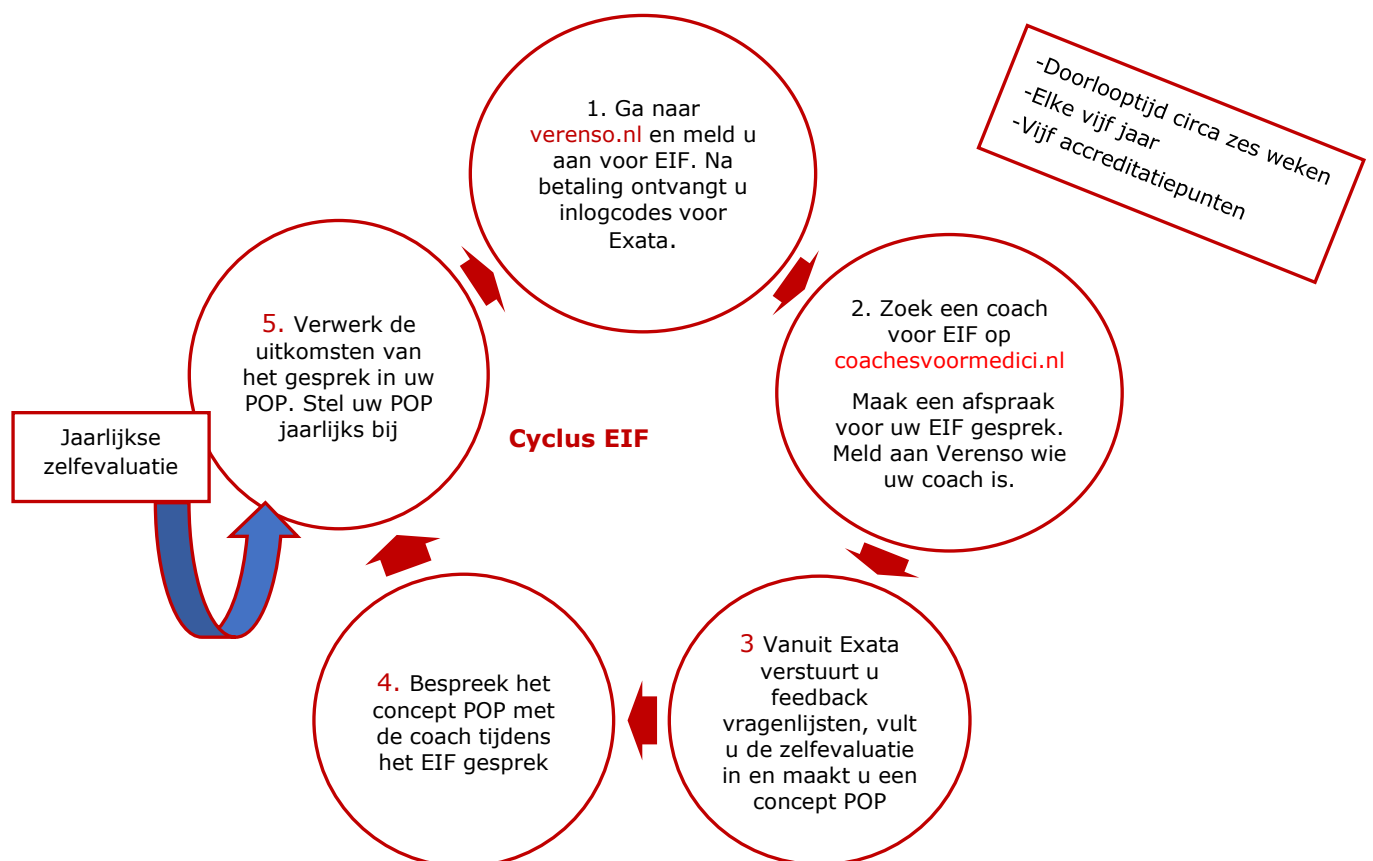 1. Ga naar
verenso.nl en meld u
aan voor EIF. Na
betaling ontvangt u
inlogcodes voor
Exata.
-Doorlooptijd circa zes weken
-Elke vijf jaar
-Vijf accreditatiepunten
2. Zoek een coach
voor EIF op
coachesvoormedici.nl
Maak een afspraak
voor uw EIF gesprek.
Meld aan Verenso wie
uw coach is.
3 Vanuit Exata
verstuurt u
feedback
vragenlijsten, vult
u de zelfevaluatie
in en maakt u een
concept POP
4. Bespreek het
concept POP met
de coach tijdens
het EIF gesprek
5. Verwerk de
uitkomsten van
het gesprek in uw
POP. Stel uw POP
jaarlijks bij
Jaarlijkse
zelfevaluatie
Cyclus EIF